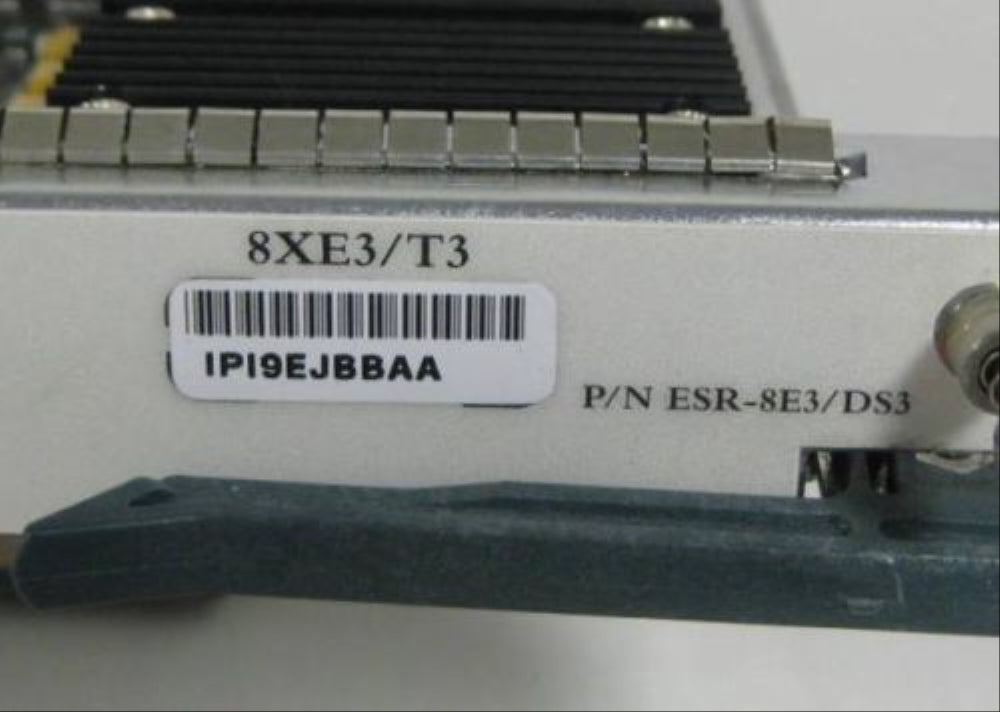 8XE3/T3
IPI9EJBBAA
P/N ESR-8E3/DS3